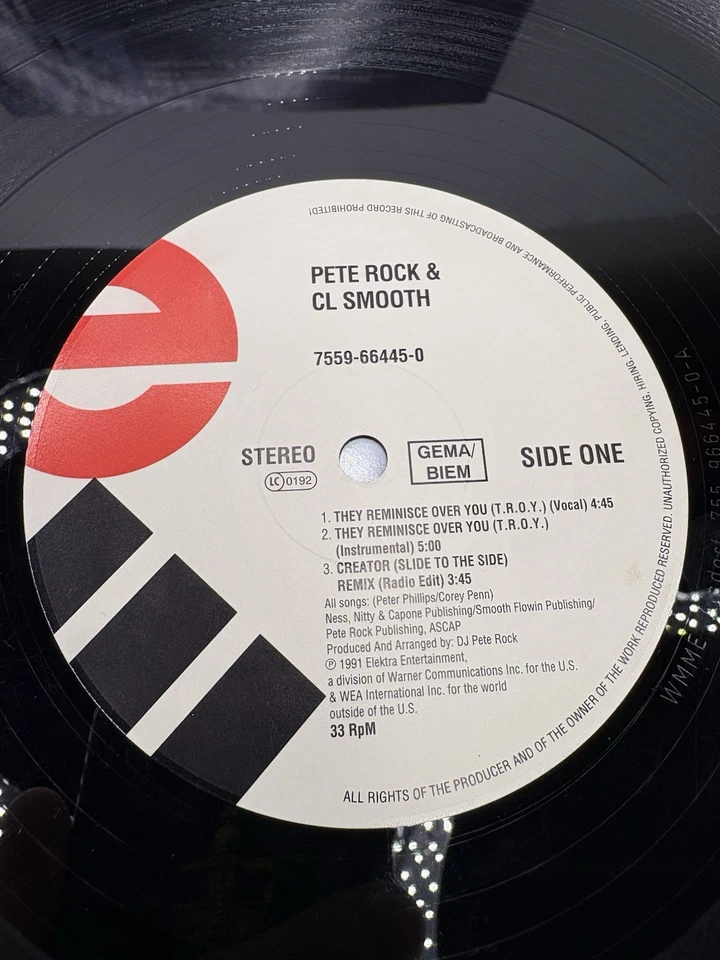 PETE ROCK &
CL SMOOTH
7559-66445-0
STEREO
LC 0192
GEMA/
BIEM
SIDE ONE
1. THEY REMINISCE OVER YOU (T.R.O.Y.) (Vocal) 4:45
2. THEY REMINISCE OVER YOU (T.R.O.Y.)
(Instrumental) 5:00
3. CREATOR (SLIDE TO THE SIDE)
REMIX (Radio Edit) 3:45
All songs: (Peter Phillips/Corey Penn)
Ness, Nitty & Capone Publishing/Smooth Flowin Publishing/
Pete Rock Publishing, ASCAP
Produced And Arranged by: DJ Pete Rock
℗ 1991 Elektra Entertainment,
a division of Warner Communications Inc. for the U.S.
& WEA International Inc. for the world
outside of the U.S.
33 RpM
ALL RIGHTS OF THE PRODUCER AND OF THE OWNER OF THE WORK REPRODUCED RESERVED. UNAUTHORIZED COPYING, HIRING, LENDING, PUBLIC PERFORMANCE AND BROADCASTING OF THIS RECORD PROHIBITED!
WMME
966445-0-A